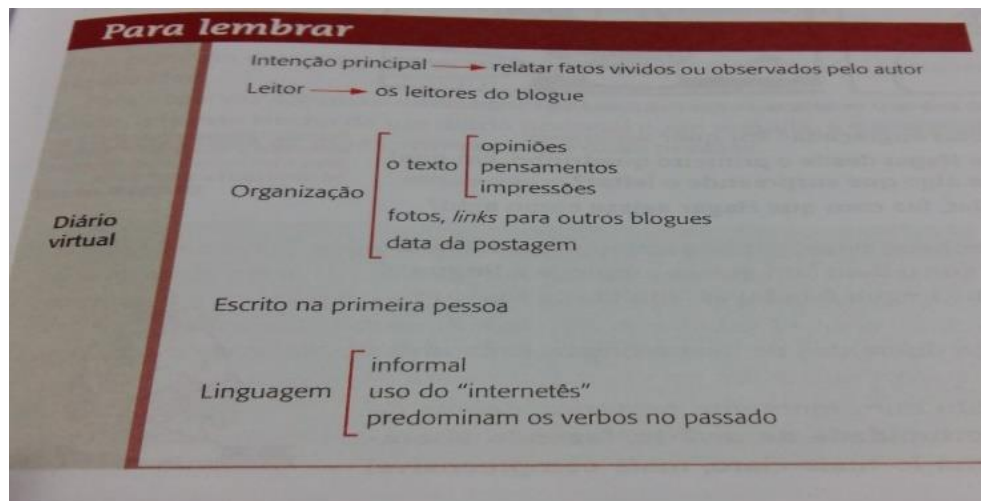 Para lembrar
Intenção principal → relatar fatos vividos ou observados pelo autor
Leitor → os leitores do blogue
opiniões
o texto pensamentos
impressões
Organização
fotos, links para outros blogues
Diário
virtual
data da postagem
Escrito na primeira pessoa
informal
Linguagem uso do “internetês”
predominam os verbos no passado